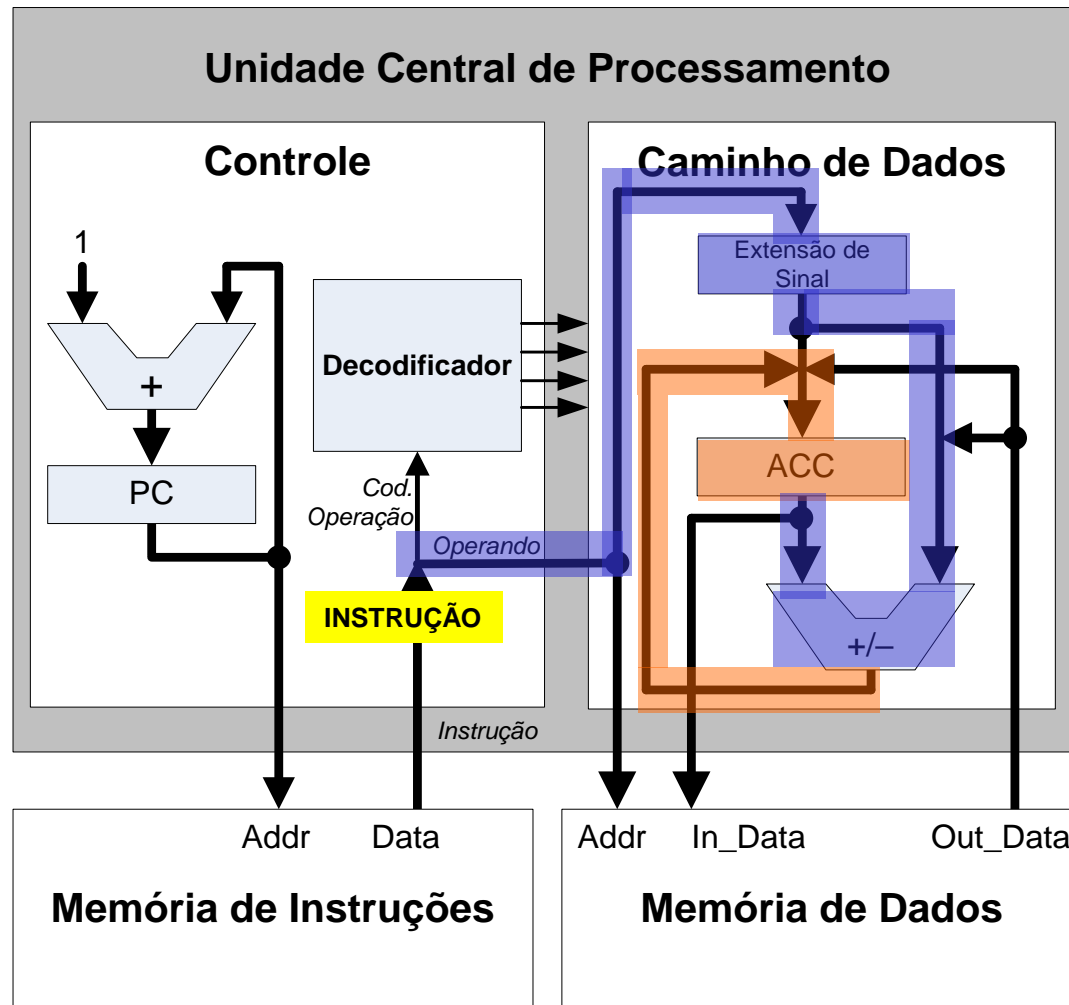 Unidade Central de Processamento
Controle
Caminho de Dados
1
+
PC
Decodificador
Cod.
Operação
Operando
INSTRUÇÃO
Instrução
Extensão de
Sinal
ACC
+/–
Addr
Data
Memória de Instruções
Addr
In_Data
Out_Data
Memória de Dados